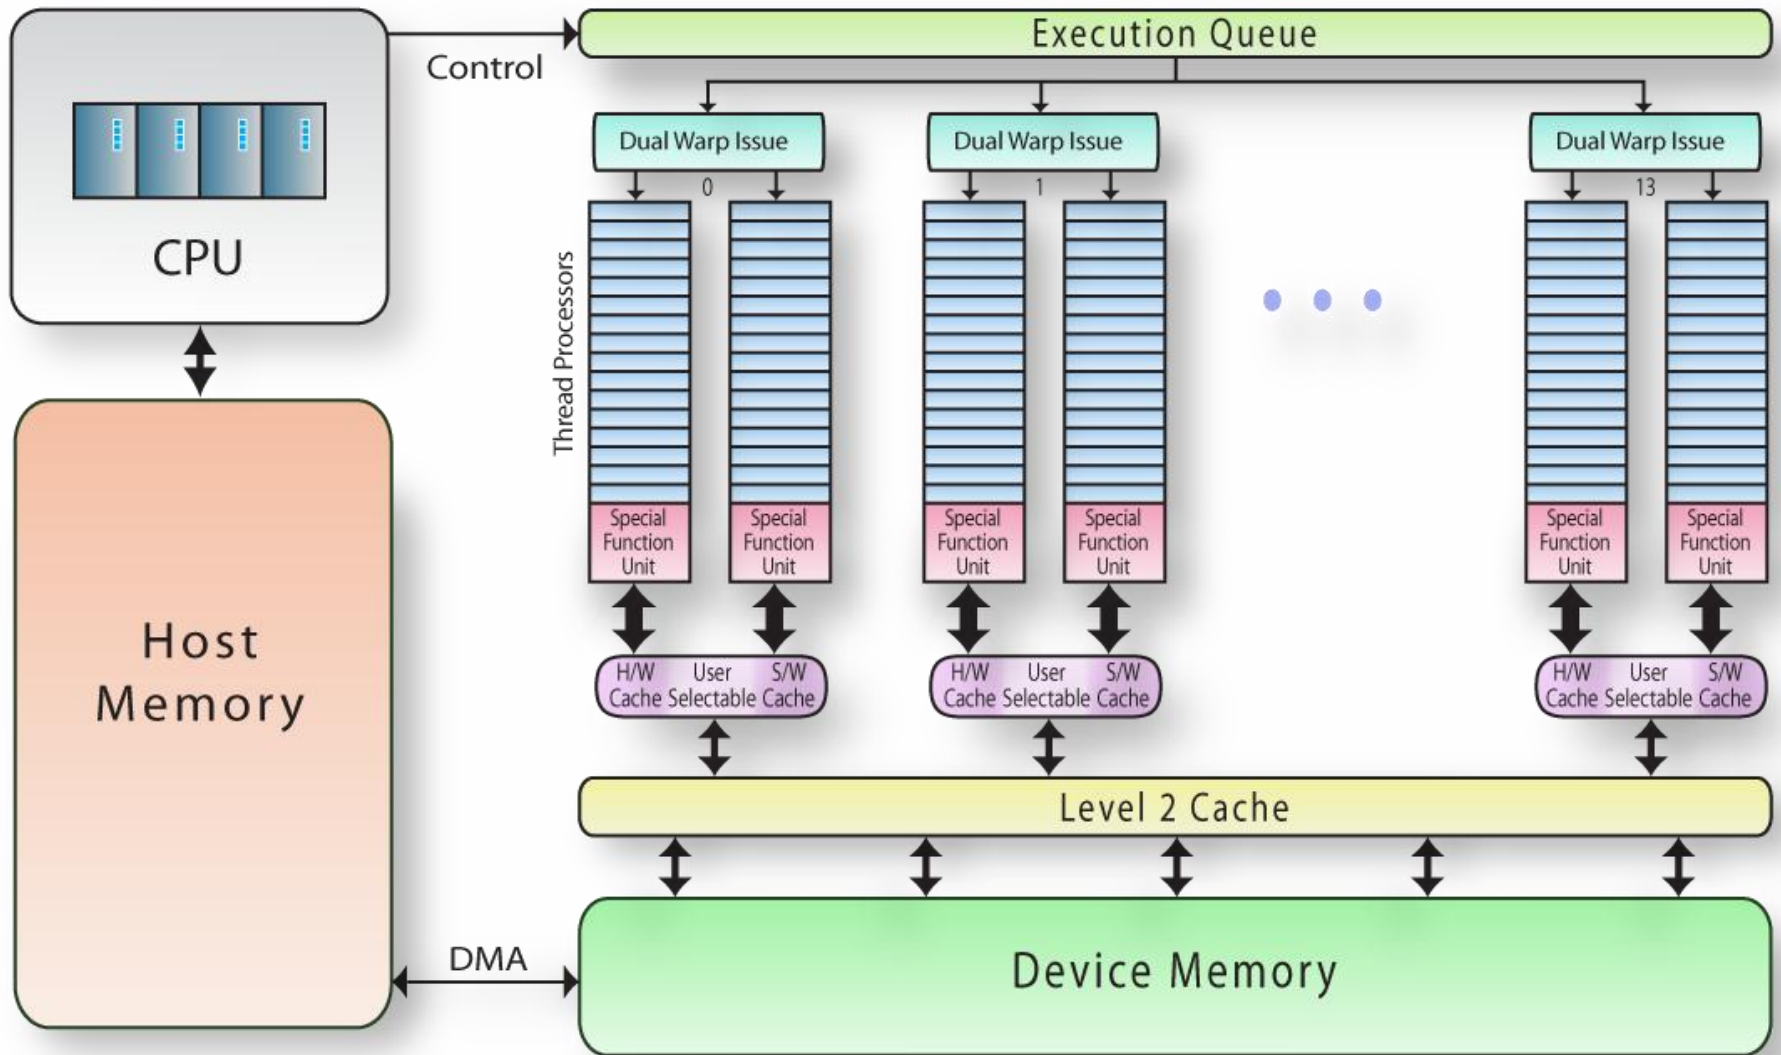 Execution Queue
Control
CPU
Dual Warp Issue
Dual Warp Issue
Dual Warp Issue
0
1
13
Thread Processors
Special
Function
Unit
Special
Function
Unit
Special
Function
Unit
Special
Function
Unit
Special
Function
Unit
Special
Function
Unit
H/W
Cache
User
Selectable
S/W
Cache
H/W
Cache
User
Selectable
S/W
Cache
H/W
Cache
User
Selectable
S/W
Cache
Host
Memory
Level 2 Cache
DMA
Device Memory